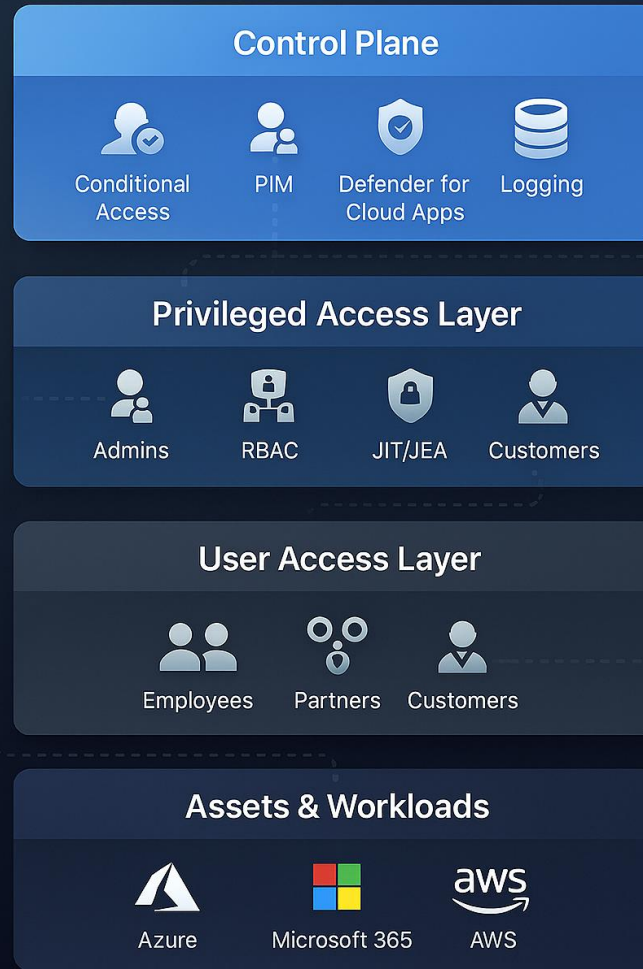 Control Plane
Conditional Access
PIM
Defender for Cloud Apps
Logging
Privileged Access Layer
Admins
RBAC
JIT/JEA
Customers
User Access Layer
Employees
Partners
Customers
Assets & Workloads
aws
Azure
Microsoft 365
AWS